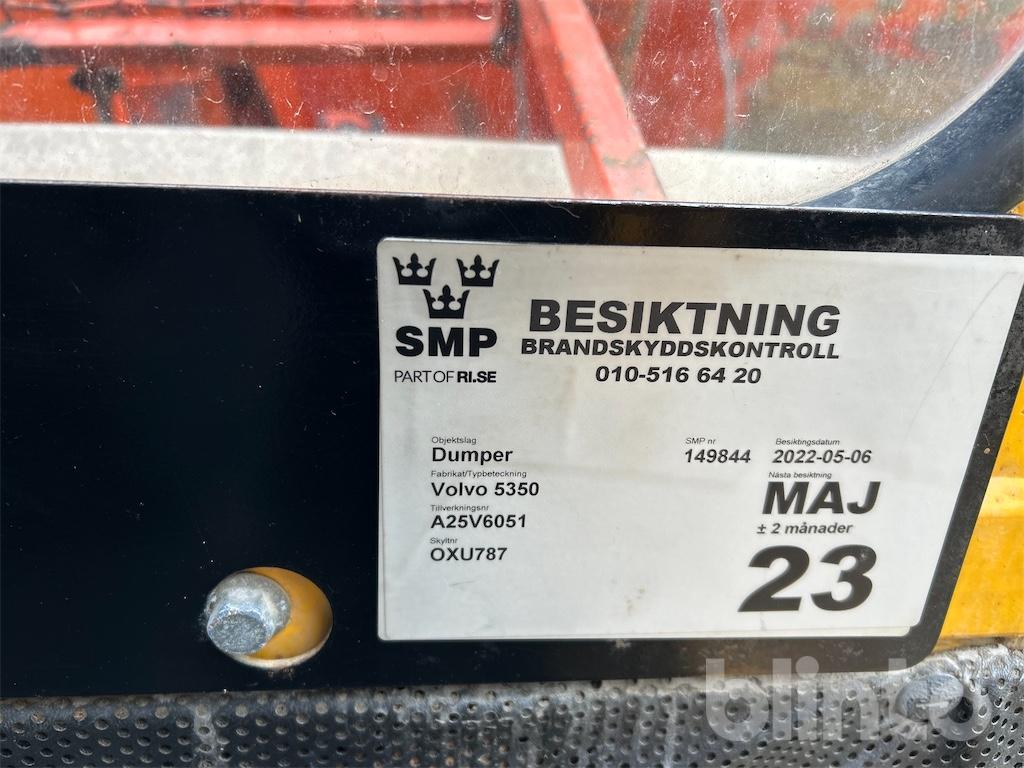 SMP
PART OF RI.SE
BESIKTNING
BRANDSKYDDSKONTROLL
010-516 64 20
Objektslag
Dumper
Fabrikat/Typbeteckning
Volvo 5350
Tillverkningsnr
A25V6051
Skyltnr
OXU787
SMP nr
149844
Besiktingsdatum
2022-05-06
Nästa besiktning
MAJ
± 2 månader
23
blinto